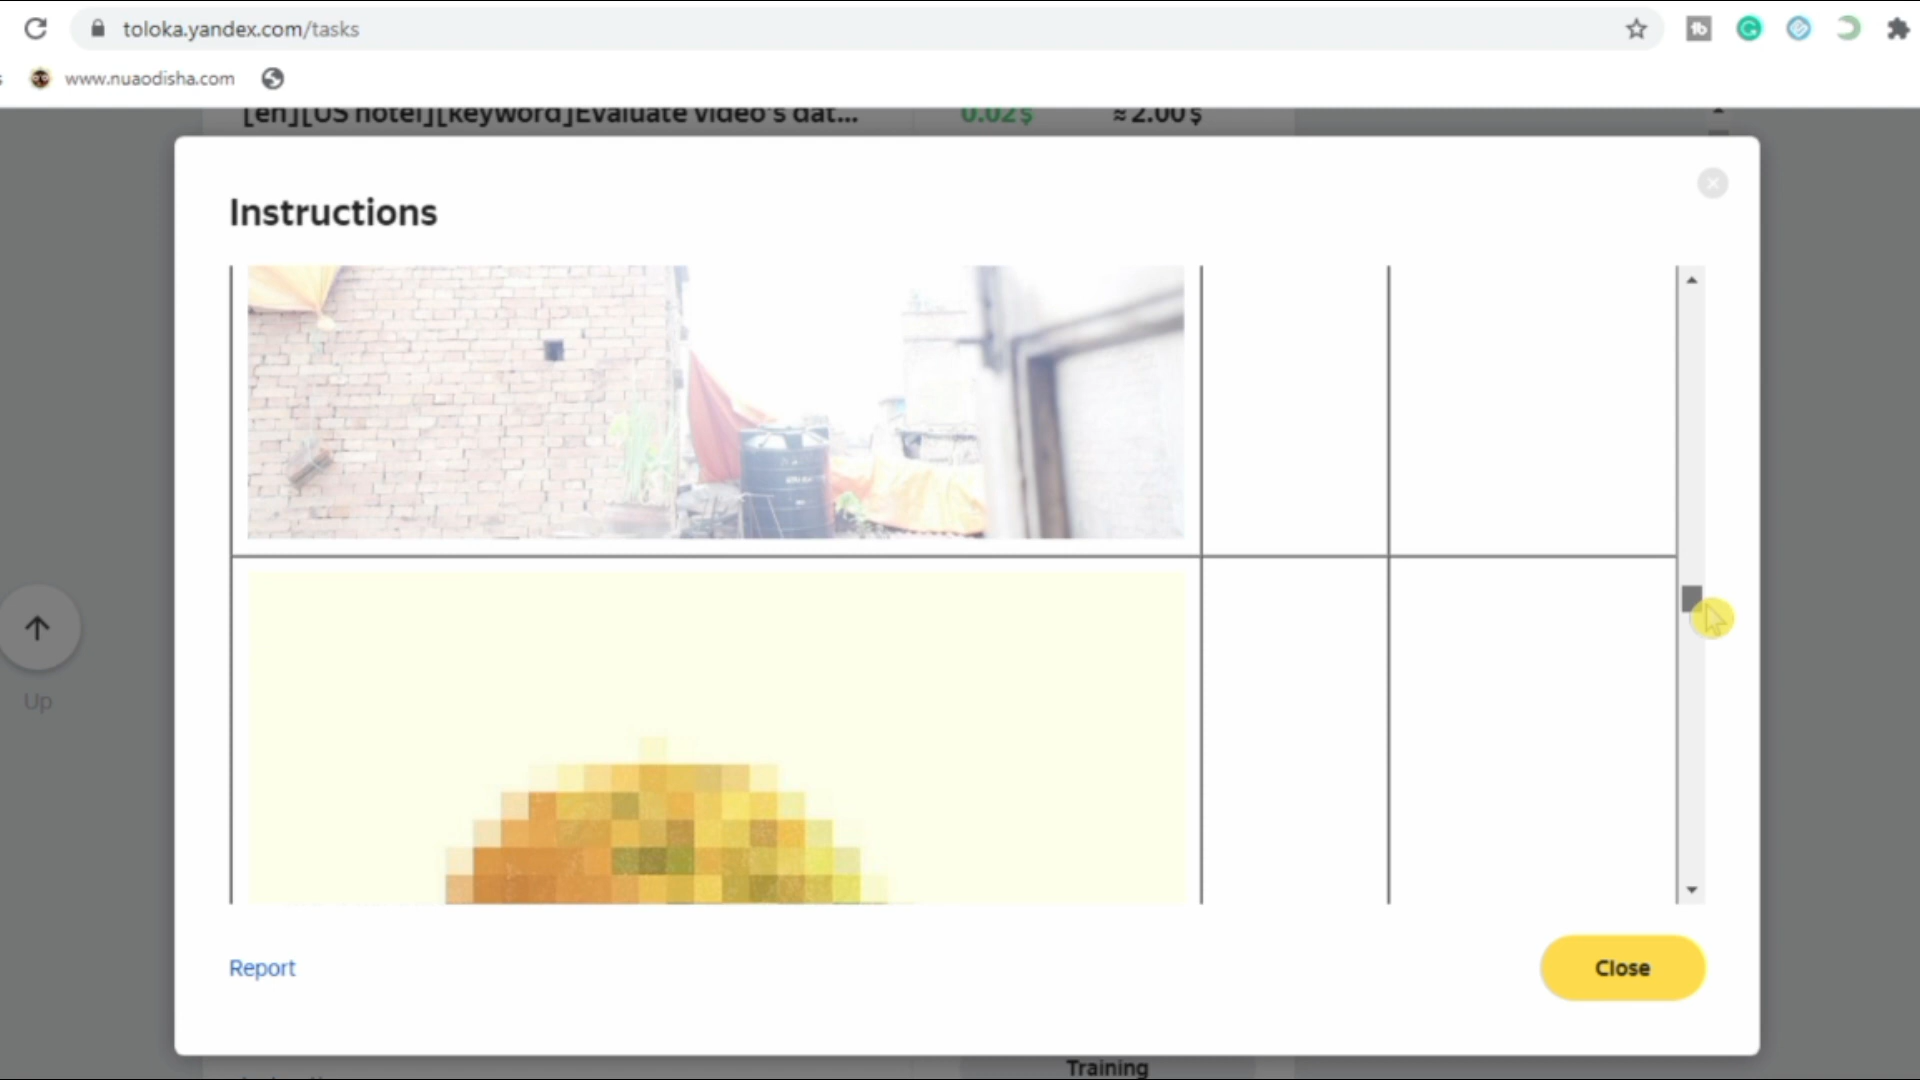 toloka.yandex.com/tasks
www.nuaodisha.com
[en][US hotel][keyword]Evaluate video's dat...
0.02$
≈2.00$
Instructions
Up
Report
Close
Training